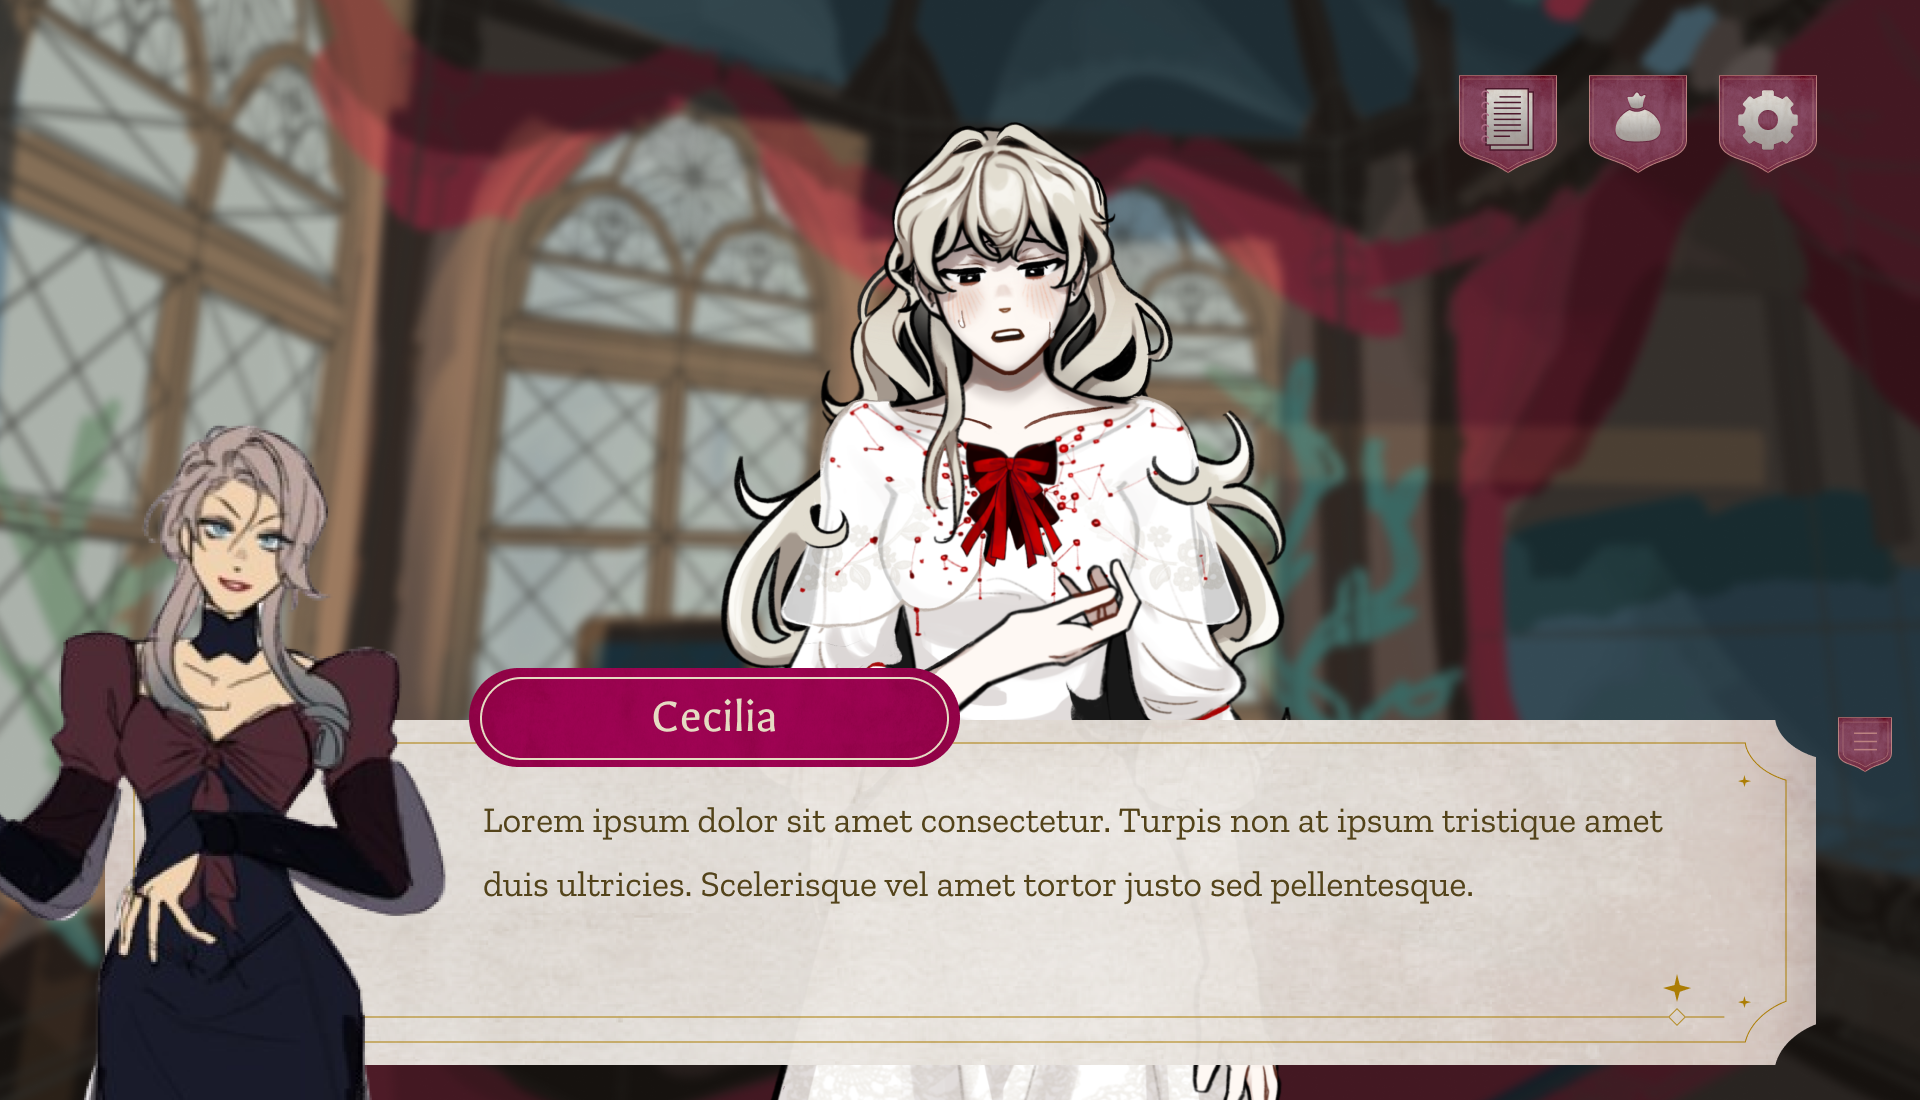 Cecilia
Lorem ipsum dolor sit amet consectetur. Turpis non at ipsum tristique amet
duis ultricies. Scelerisque vel amet tortor justo sed pellentesque.